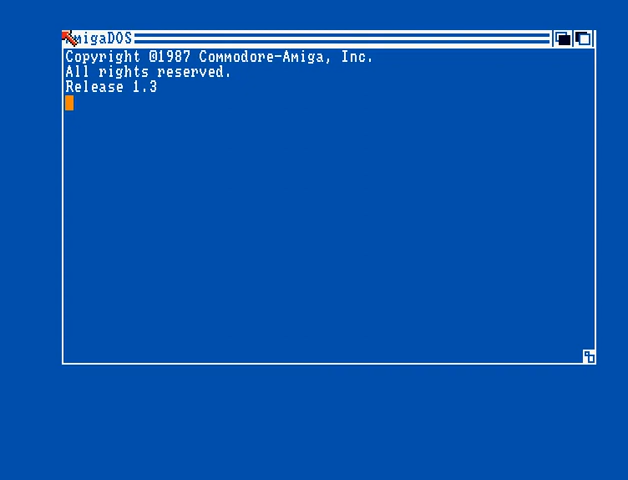 AmigaDOS
Copyright ©1987 Commodore-Amiga, Inc.
All rights reserved.
Release 1.3